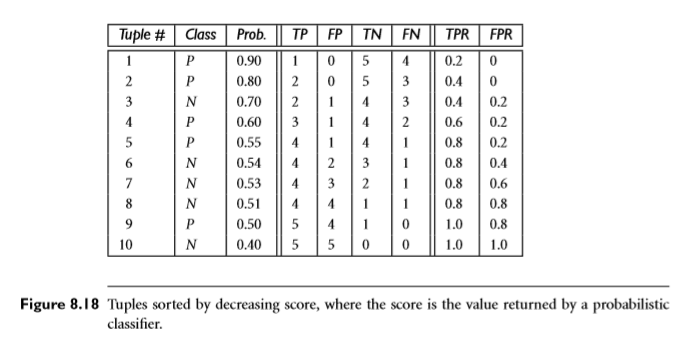 Tuple # Class Prob. TP FP TN FN TPR FPR
1 P 0.90 1 0 5 4 0.2 0
2 P 0.80 2 0 5 3 0.4 0
3 N 0.70 2 1 4 3 0.4 0.2
4 P 0.60 3 1 4 2 0.6 0.2
5 P 0.55 4 1 4 1 0.8 0.2
6 N 0.54 4 2 3 1 0.8 0.4
7 N 0.53 4 3 2 1 0.8 0.6
8 N 0.51 4 4 1 1 0.8 0.8
9 P 0.50 5 4 1 0 1.0 0.8
10 N 0.40 5 5 0 0 1.0 1.0
Figure 8.18 Tuples sorted by decreasing score, where the score is the value returned by a probabilistic
classifier.